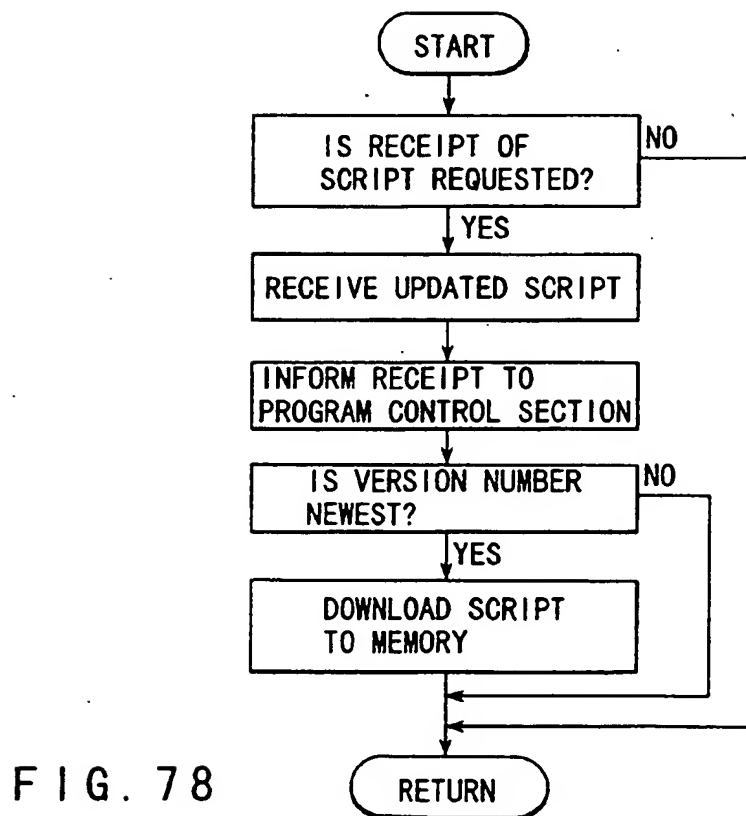 START
IS RECEIPT OF
SCRIPT REQUESTED?
NO
YES
RECEIVE UPDATED SCRIPT
INFORM RECEIPT TO
PROGRAM CONTROL SECTION
IS VERSION NUMBER
NEWEST?
NO
YES
DOWNLOAD SCRIPT
TO MEMORY
RETURN
FIG. 78